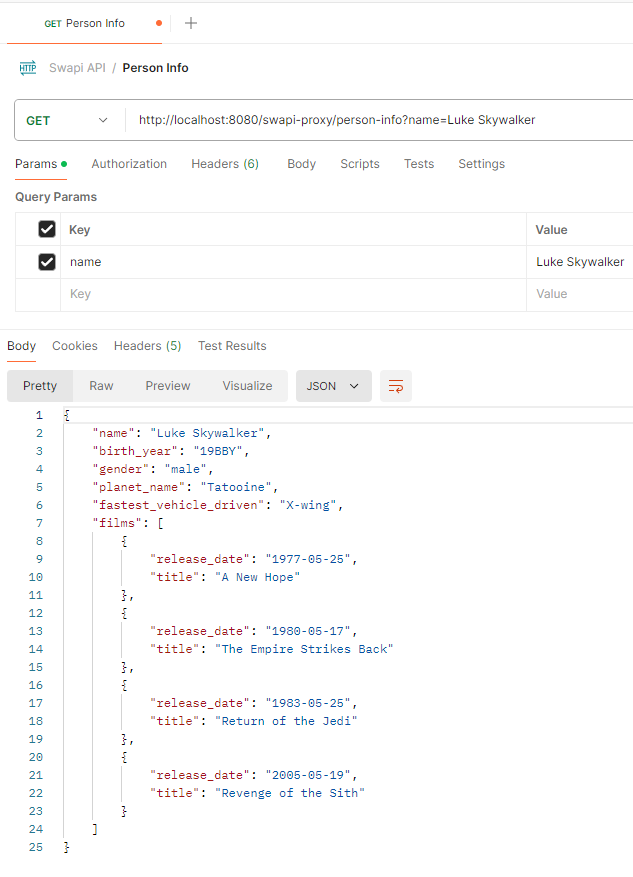 GET Person Info
HTTP Swapi API / Person Info
GET http://localhost:8080/swapi-proxy/person-info?name=Luke Skywalker
Params Authorization Headers (6) Body Scripts Tests Settings
Query Params
Key Value
name Luke Skywalker
Key Value
Body Cookies Headers (5) Test Results
Pretty Raw Preview Visualize JSON
1 {
2 "name": "Luke Skywalker",
3 "birth_year": "19BBY",
4 "gender": "male",
5 "planet_name": "Tatooine",
6 "fastest_vehicle_driven": "X-wing",
7 "films": [
8 {
9 "release_date": "1977-05-25",
10 "title": "A New Hope"
11 },
12 {
13 "release_date": "1980-05-17",
14 "title": "The Empire Strikes Back"
15 },
16 {
17 "release_date": "1983-05-25",
18 "title": "Return of the Jedi"
19 },
20 {
21 "release_date": "2005-05-19",
22 "title": "Revenge of the Sith"
23 }
24 ]
25 }